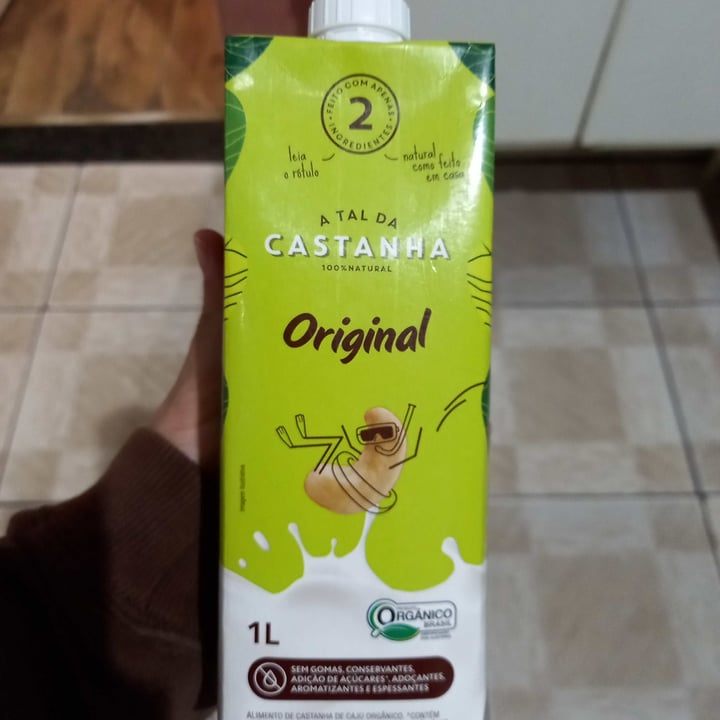 FEITO COM APENAS
2
INGREDIENTES
leia
o rótulo
natural
como feito
em casa
A TAL DA
CASTANHA
100% NATURAL
Original
Imagem Ilustrativa
PRODUTO
ORGÂNICO
BRASIL
1L
SEM GOMAS, CONSERVANTES,
ADIÇÃO DE AÇÚCARES*, ADOÇANTES,
AROMATIZANTES E ESPESSANTES
ALIMENTO DE CASTANHA DE CAJU ORGÂNICO. *CONTÉM